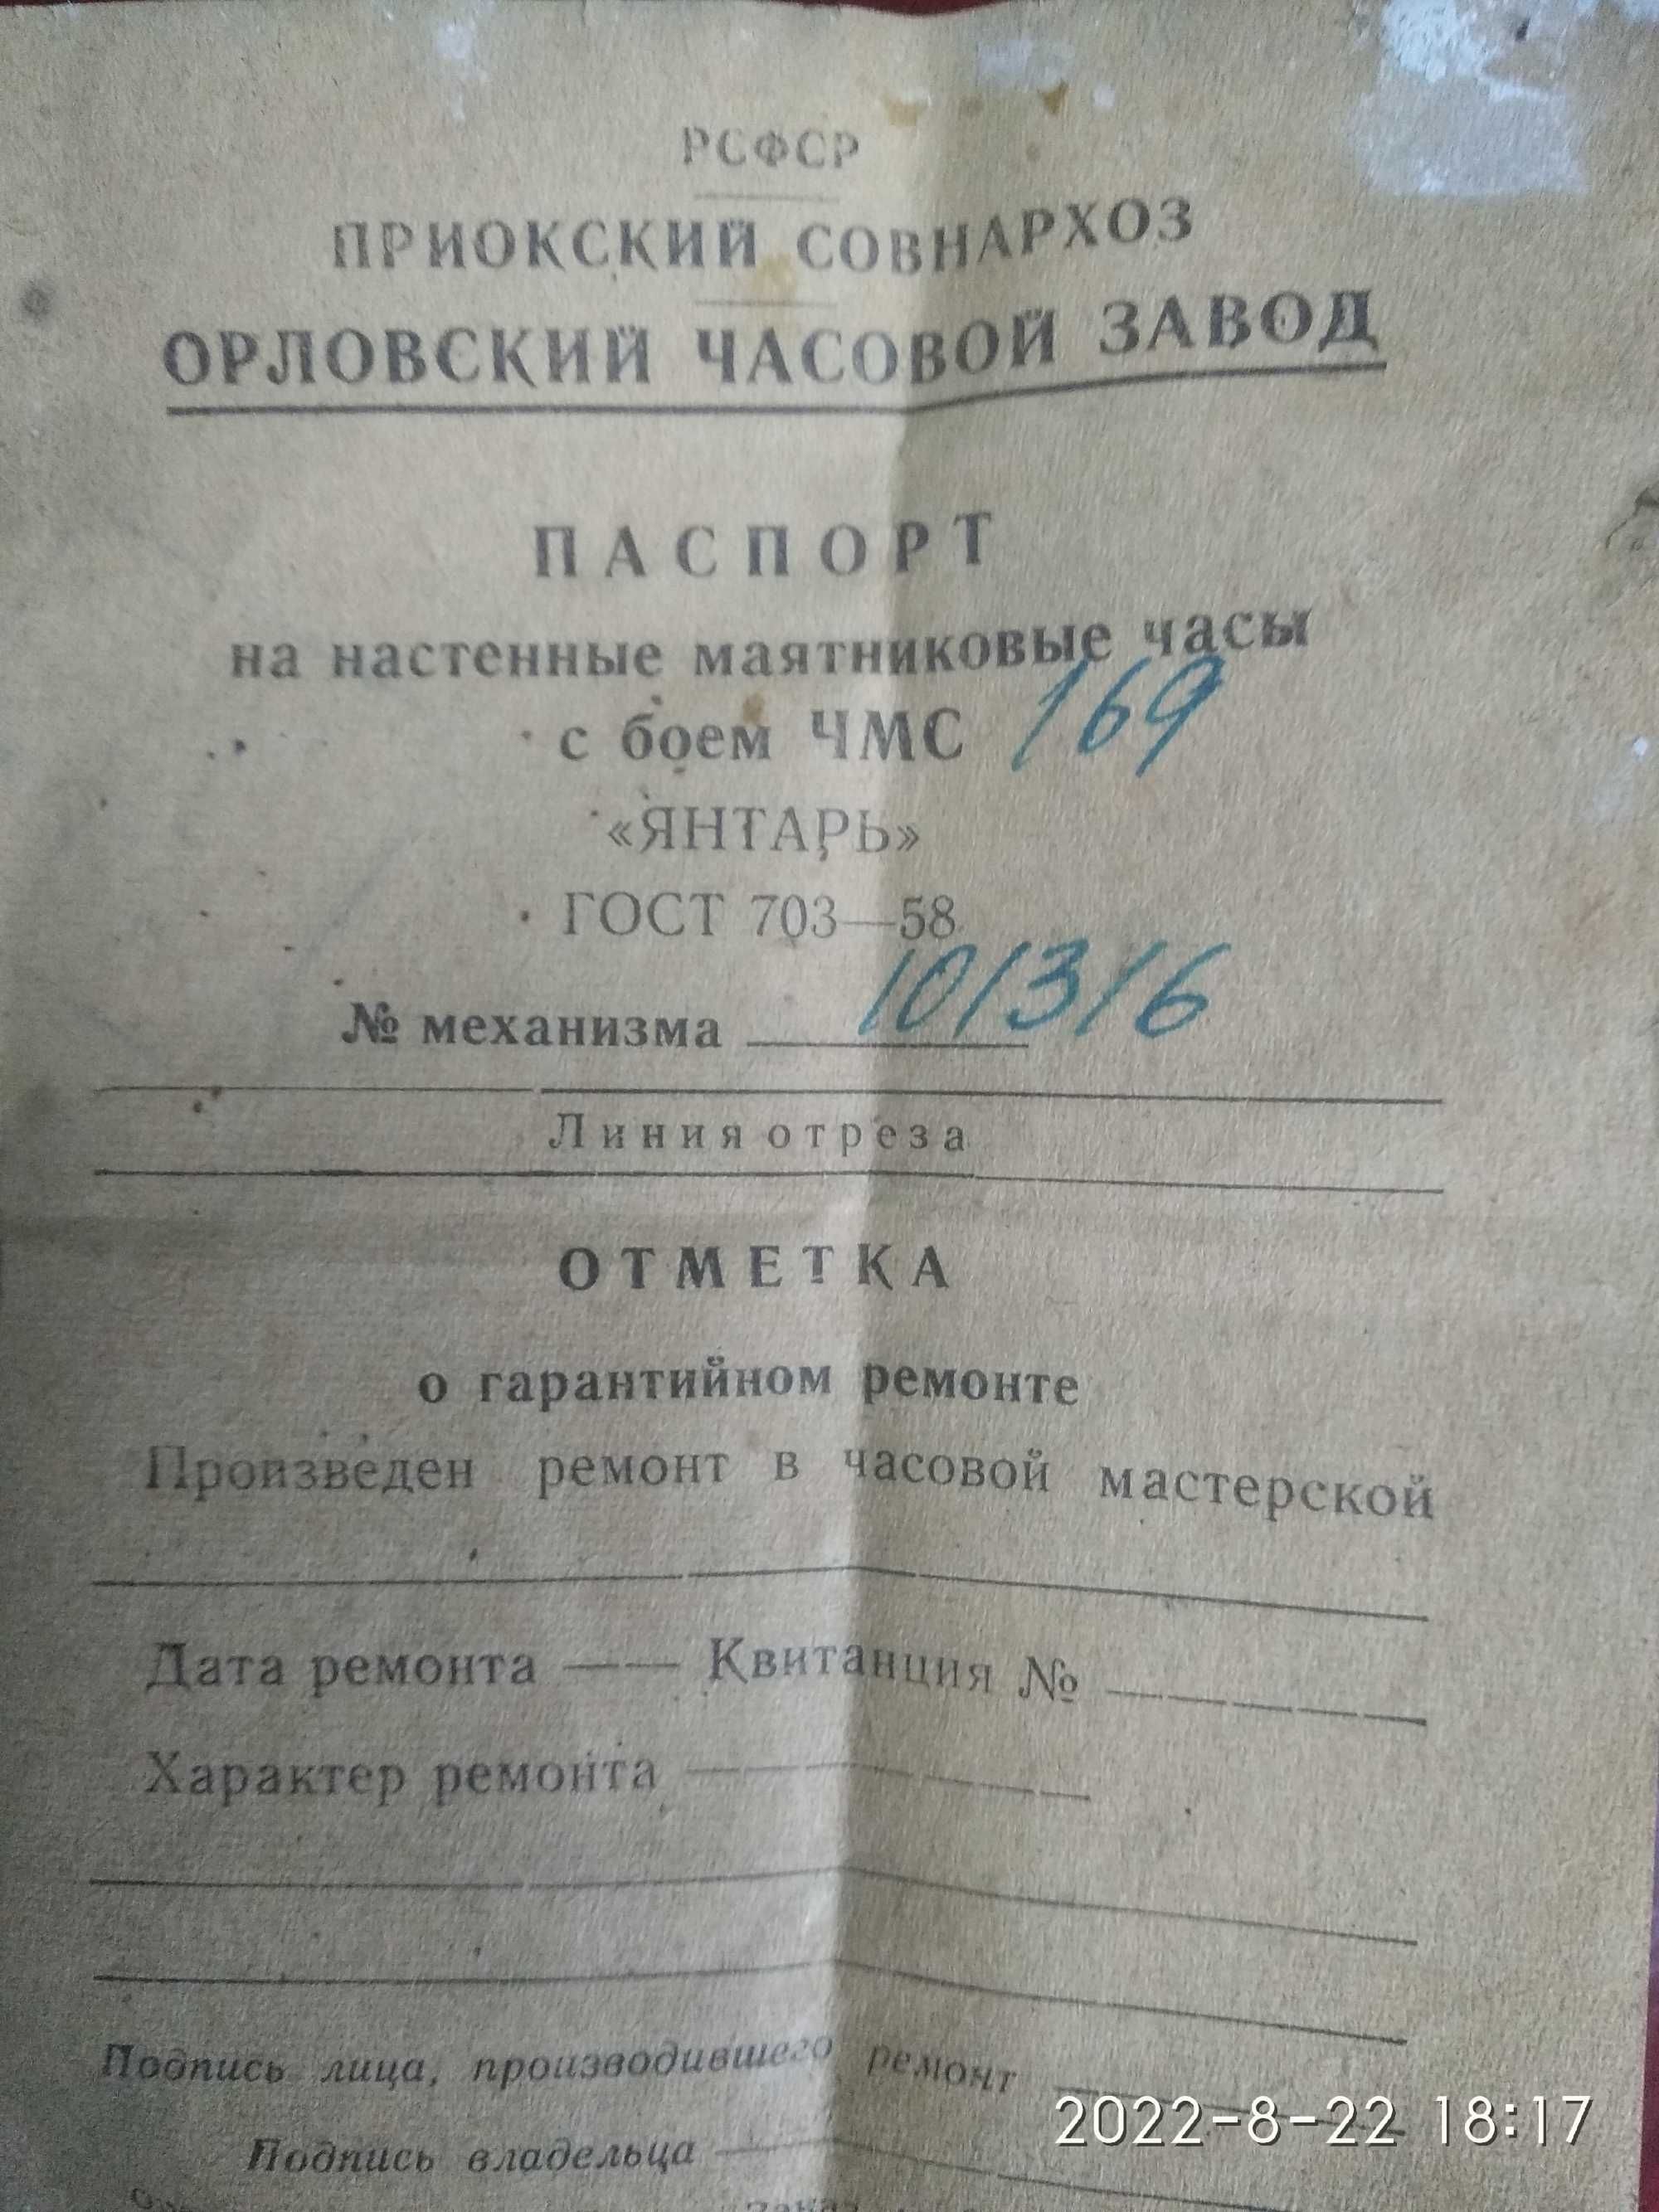 РСФСР
ПРИОКСКИЙ СОВНАРХОЗ
ОРЛОВСКИЙ ЧАСОВОЙ ЗАВОД
ПАСПОРТ
на настенные маятниковые часы
с боем ЧМС 169
«ЯНТАРЬ»
ГОСТ 703—58
№ механизма 101316
Линия отреза
ОТМЕТКА
о гарантийном ремонте
Произведен ремонт в часовой мастерской
Дата ремонта —— Квитанция №
Характер ремонта
Подпись лица, производившего ремонт
Подпись владельца
2022-8-22 18:17